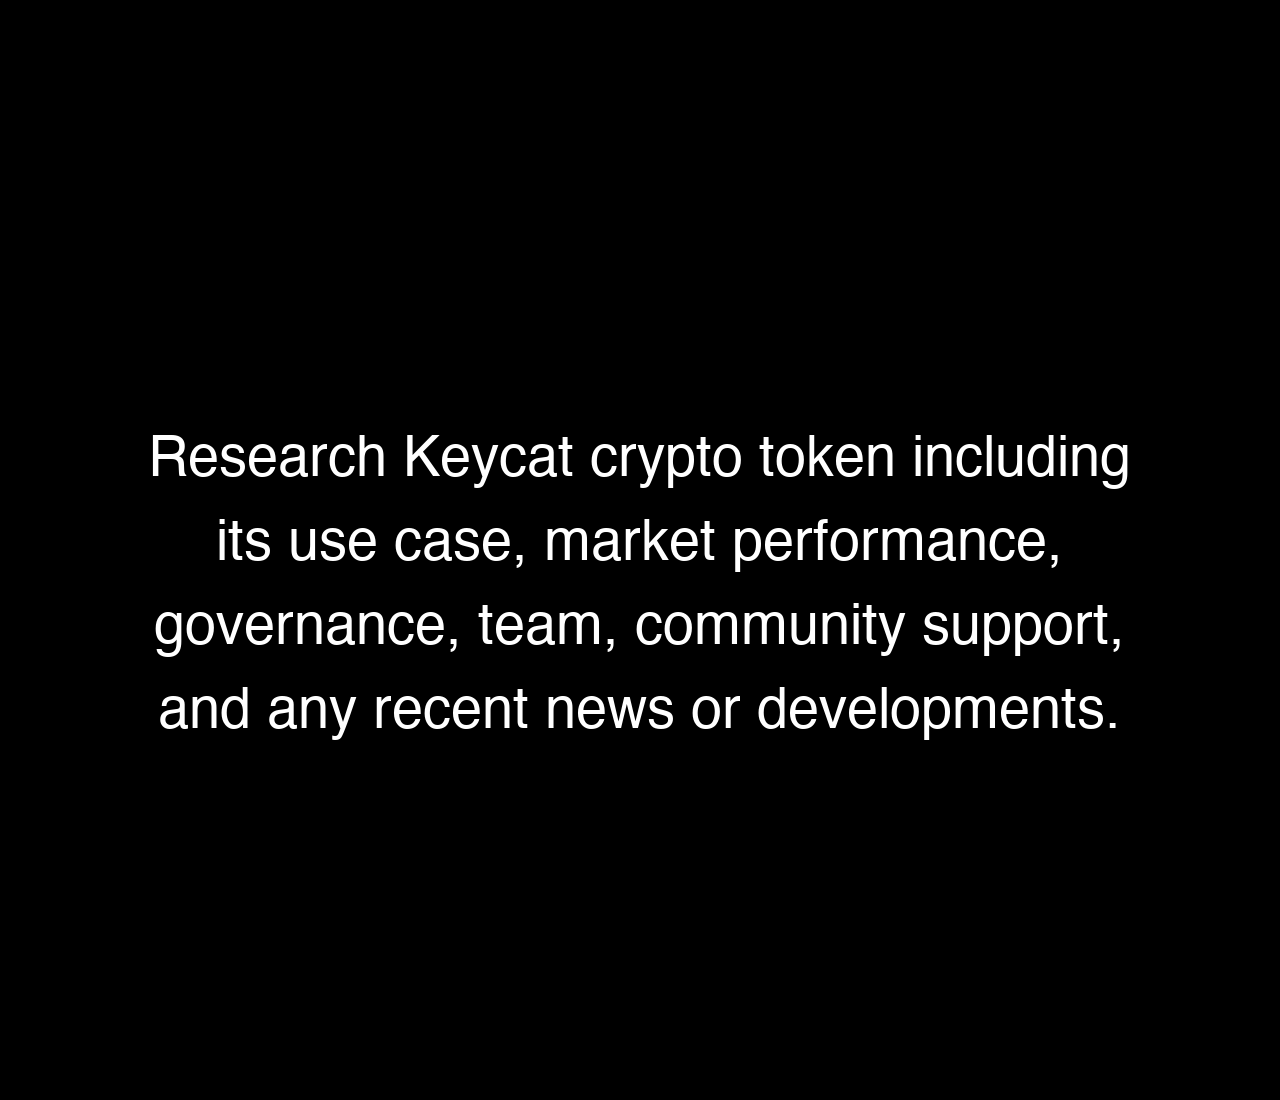 Research Keycat crypto token including
its use case, market performance,
governance, team, community support,
and any recent news or developments.